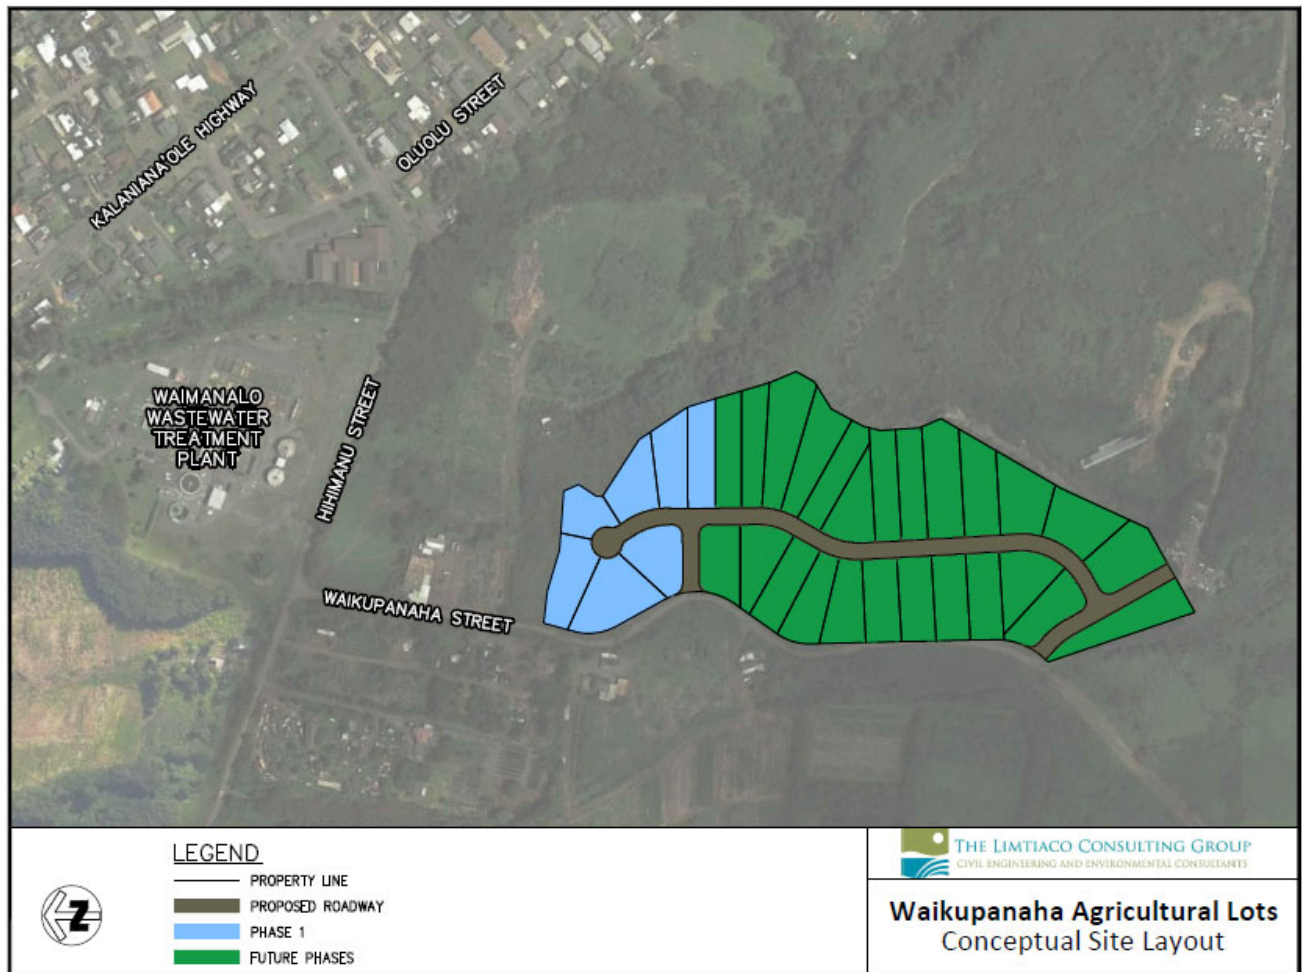 KALANIANA'OLE HIGHWAY
OLUOLU STREET
WAIMANALO
WASTEWATER
TREATMENT
PLANT
HIHIMANU STREET
WAIKUPANAHA STREET
LEGEND
PROPERTY LINE
PROPOSED ROADWAY
PHASE 1
FUTURE PHASES
Z
THE LIMTIACO CONSULTING GROUP
CIVIL ENGINEERING AND ENVIRONMENTAL CONSULTANTS
Waikupanaha Agricultural Lots
Conceptual Site Layout